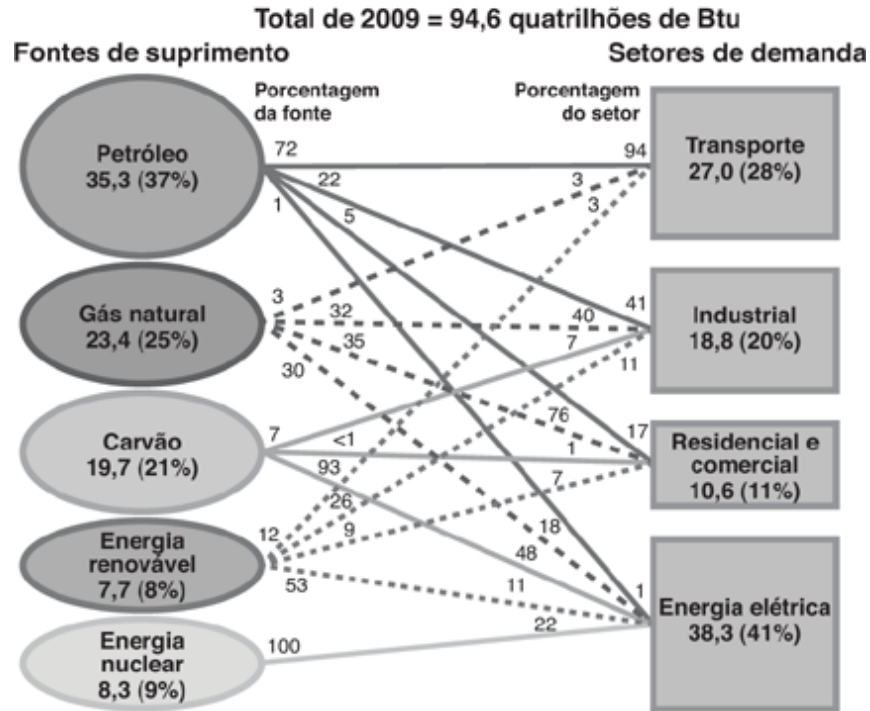 Total de 2009 = 94,6 quatrilhões de Btu
Fontes de suprimento
Setores de demanda
Porcentagem
da fonte
Porcentagem
do setor
Petróleo
35,3 (37%)
72
22
5
1
Gás natural
23,4 (25%)
3
32
35
30
Carvão
19,7 (21%)
7
<1
93
Energia
renovável
7,7 (8%)
12
26
9
53
Energia
nuclear
8,3 (9%)
100
94
3
3
Transporte
27,0 (28%)
41
40
7
11
Industrial
18,8 (20%)
17
76
1
7
Residencial e
comercial
10,6 (11%)
1
18
48
11
22
Energia elétrica
38,3 (41%)